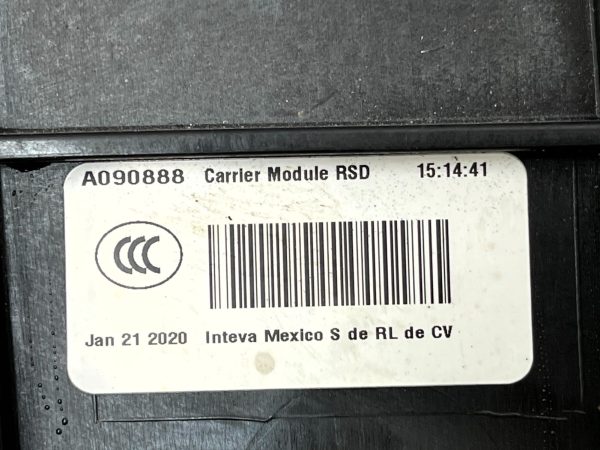 A090888 Carrier Module RSD 15:14:41
CCC
Jan 21 2020 Inteva Mexico S de RL de CV